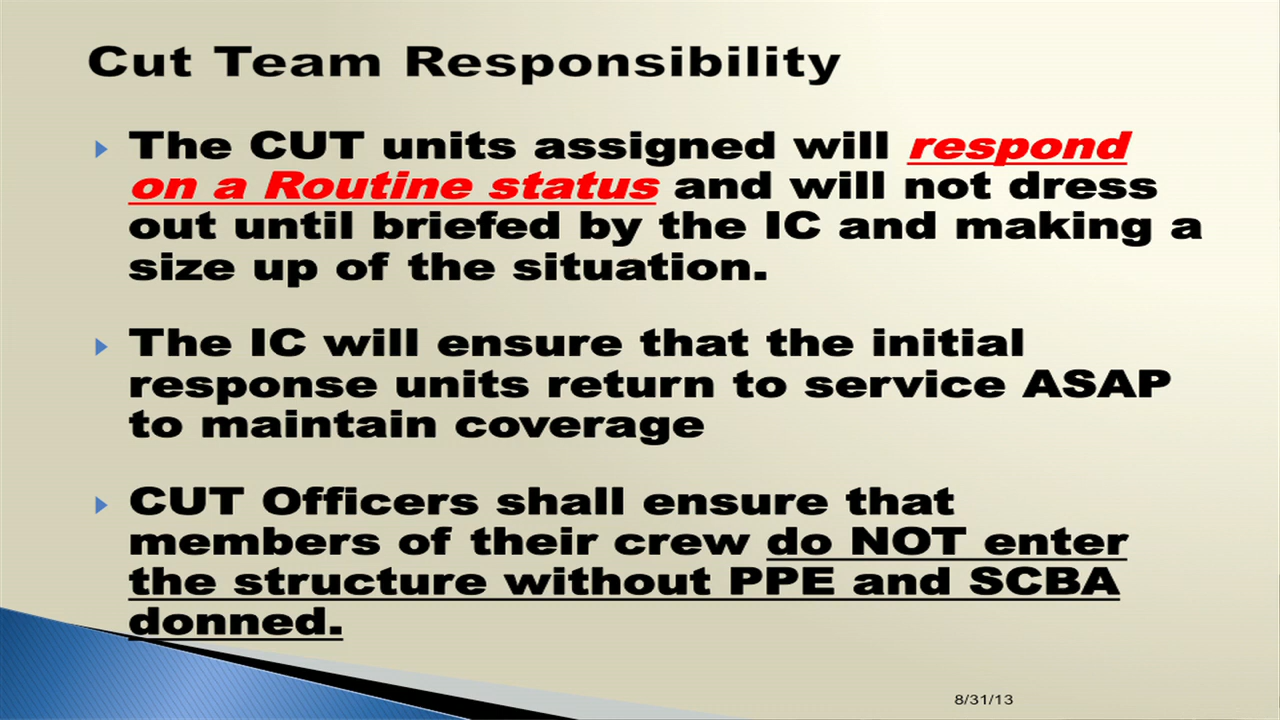 Cut Team Responsibility
The CUT units assigned will respond
on a Routine status and will not dress
out until briefed by the IC and making a
size up of the situation.
The IC will ensure that the initial
response units return to service ASAP
to maintain coverage
CUT Officers shall ensure that
members of their crew do NOT enter
the structure without PPE and SCBA
donned.
8/31/13